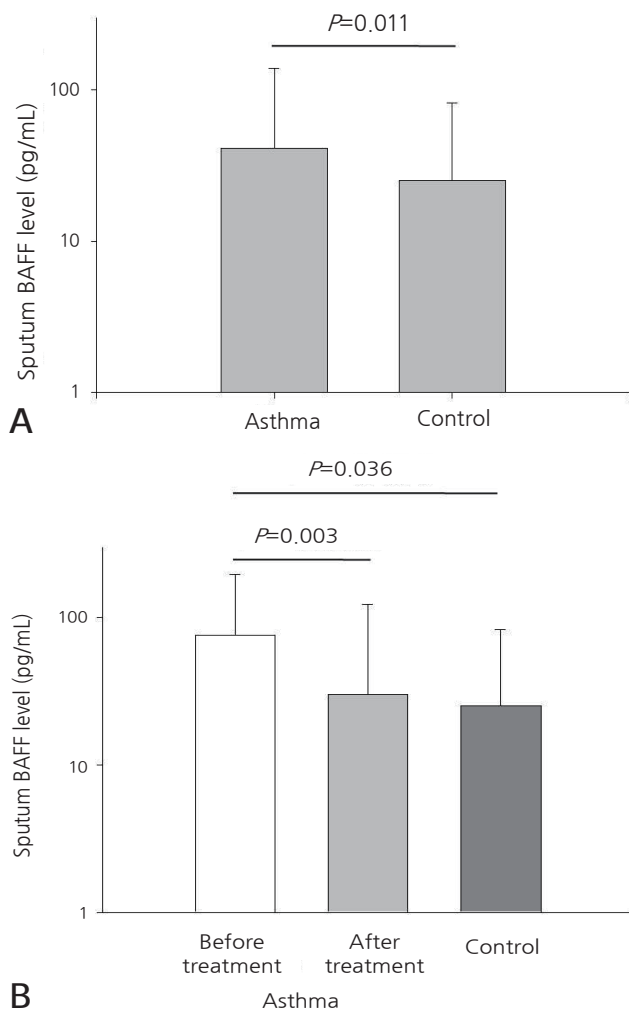 P=0.011
Sputum BAFF level (pg/mL)
100
10
1
Asthma
Control
A
P=0.036
P=0.003
Sputum BAFF level (pg/mL)
100
10
1
Before
treatment
After
treatment
Control
Asthma
B